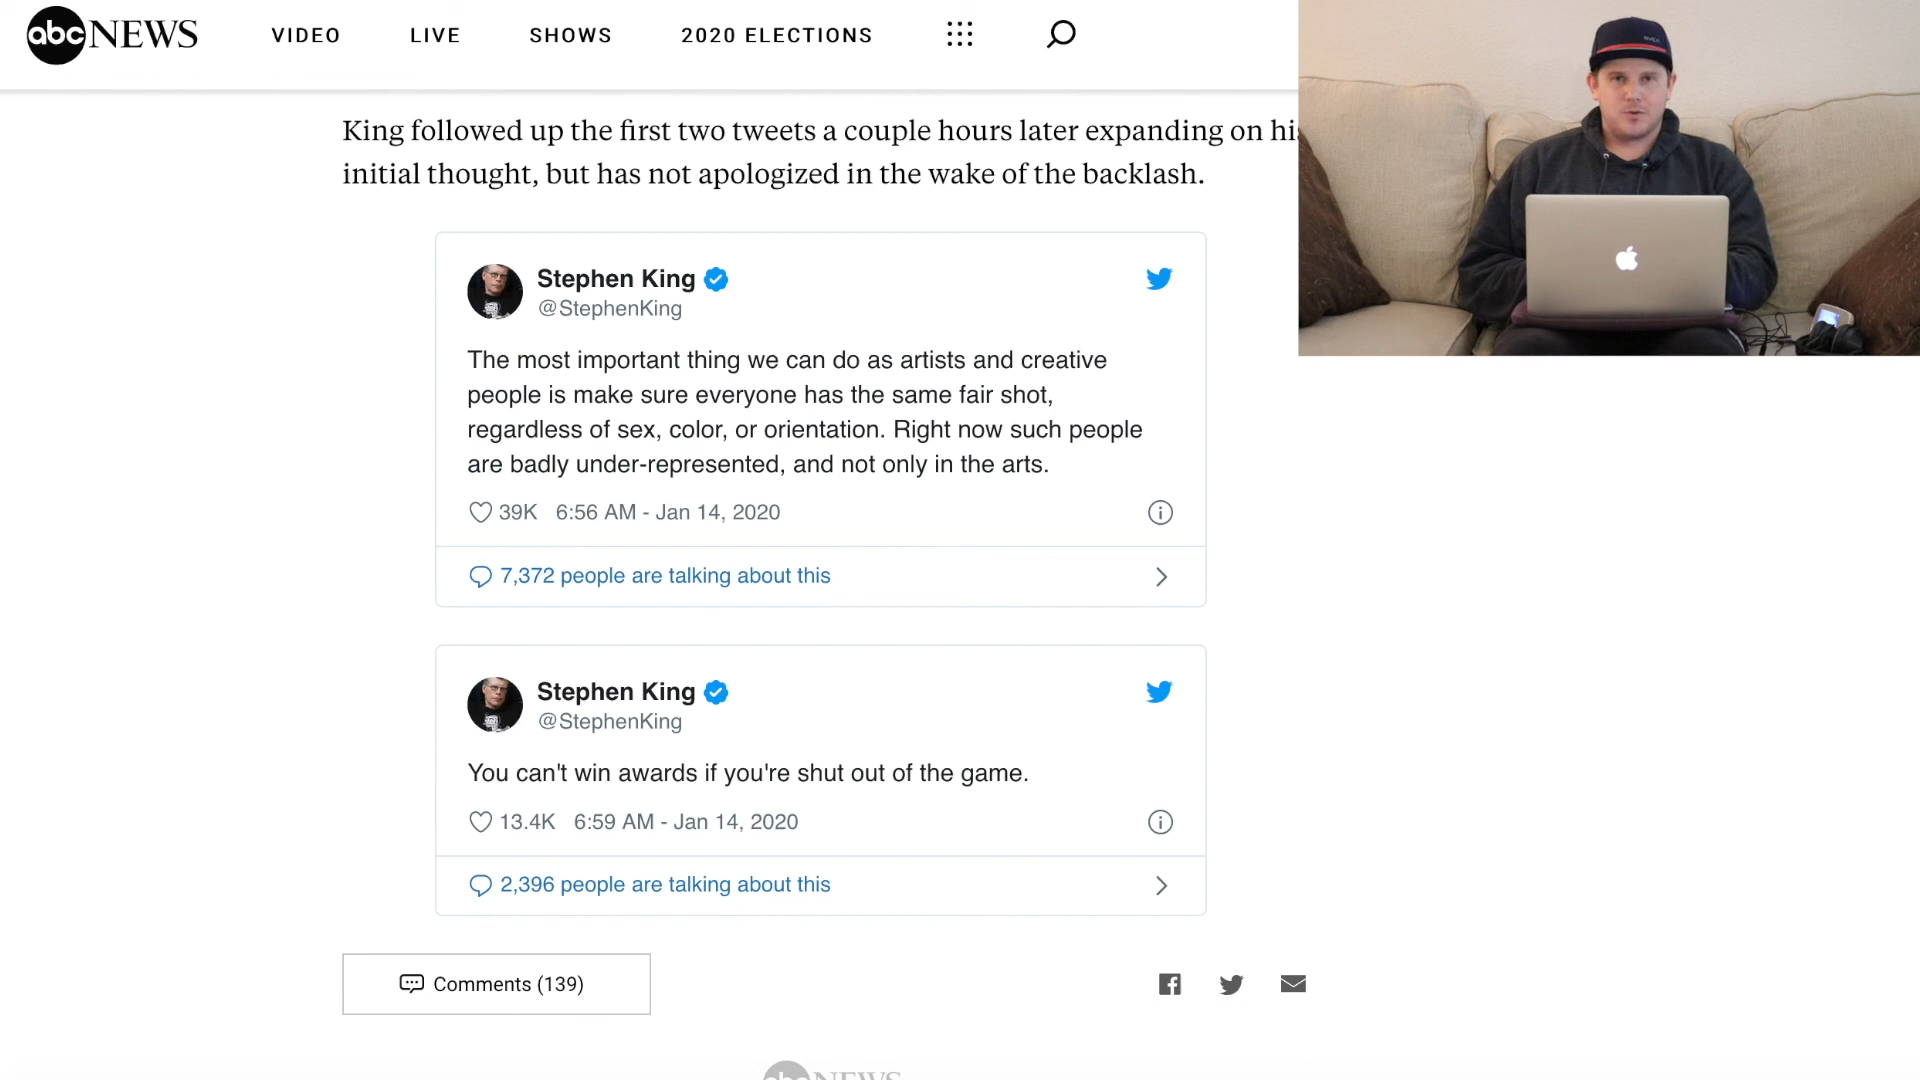 abc NEWS
VIDEO
LIVE
SHOWS
2020 ELECTIONS
King followed up the first two tweets a couple hours later expanding on his
initial thought, but has not apologized in the wake of the backlash.
Stephen King
@StephenKing
The most important thing we can do as artists and creative
people is make sure everyone has the same fair shot,
regardless of sex, color, or orientation. Right now such people
are badly under-represented, and not only in the arts.
39K 6:56 AM - Jan 14, 2020
7,372 people are talking about this
Stephen King
@StephenKing
You can't win awards if you're shut out of the game.
13.4K 6:59 AM - Jan 14, 2020
2,396 people are talking about this
Comments (139)
abc NEWS